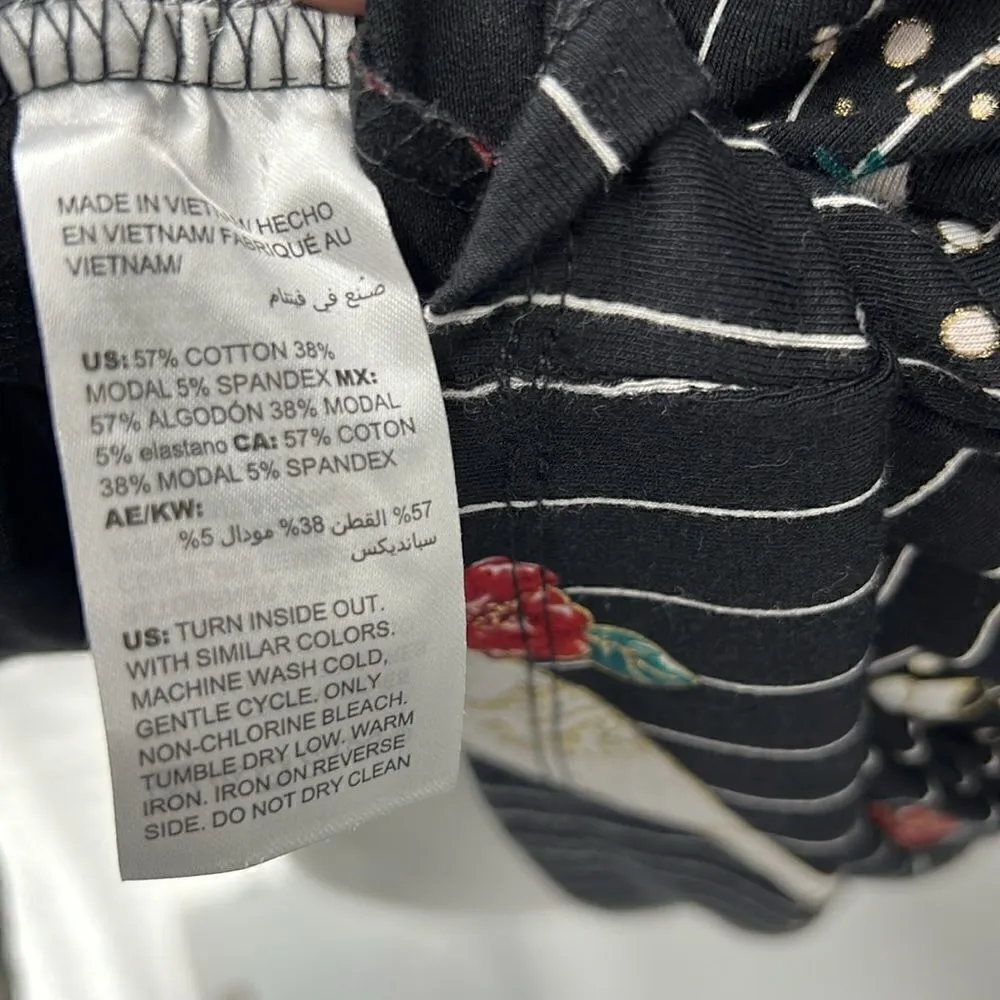 MADE IN VIETNAM/ HECHO
EN VIETNAM/ FABRIQUÉ AU
VIETNAM/
صنع في فيتنام
US: 57% COTTON 38%
MODAL 5% SPANDEX MX:
57% ALGODÓN 38% MODAL
5% elastano CA: 57% COTON
38% MODAL 5% SPANDEX
AE/KW:
57% القطن 38% مودال 5%
سبانديكس
US: TURN INSIDE OUT.
WITH SIMILAR COLORS.
MACHINE WASH COLD,
GENTLE CYCLE. ONLY
NON-CHLORINE BLEACH.
TUMBLE DRY LOW. WARM
IRON. IRON ON REVERSE
SIDE. DO NOT DRY CLEAN